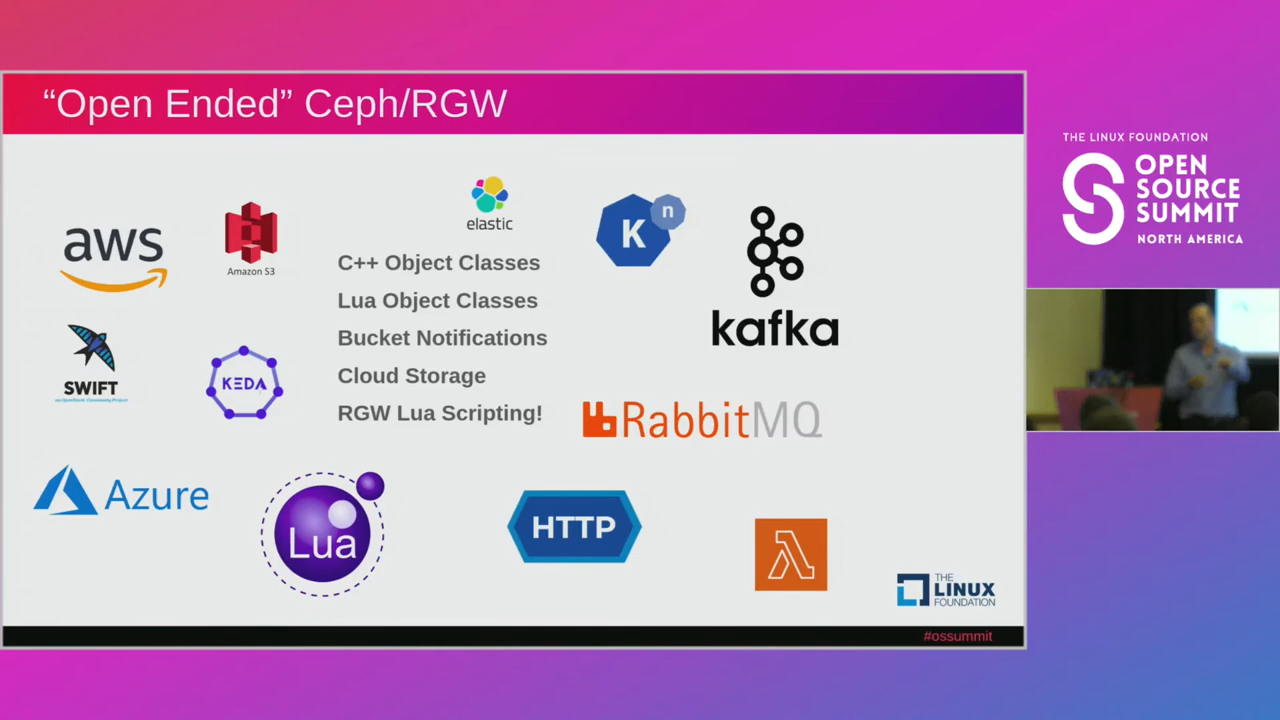 “Open Ended” Ceph/RGW
aws
Amazon S3
elastic
K
n
kafka
C++ Object Classes
Lua Object Classes
Bucket Notifications
Cloud Storage
RGW Lua Scripting!
SWIFT
KEDA
RabbitMQ
Azure
Lua
HTTP
THE
LINUX
FOUNDATION
#ossummit
THE LINUX FOUNDATION
OPEN
SOURCE
SUMMIT
NORTH AMERICA